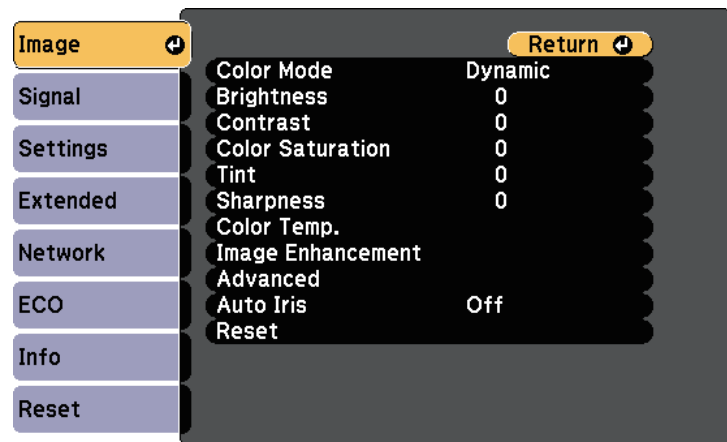 Image
Signal
Settings
Extended
Network
ECO
Info
Reset
Return
Color Mode Dynamic
Brightness 0
Contrast 0
Color Saturation 0
Tint 0
Sharpness 0
Color Temp.
Image Enhancement
Advanced
Auto Iris Off
Reset